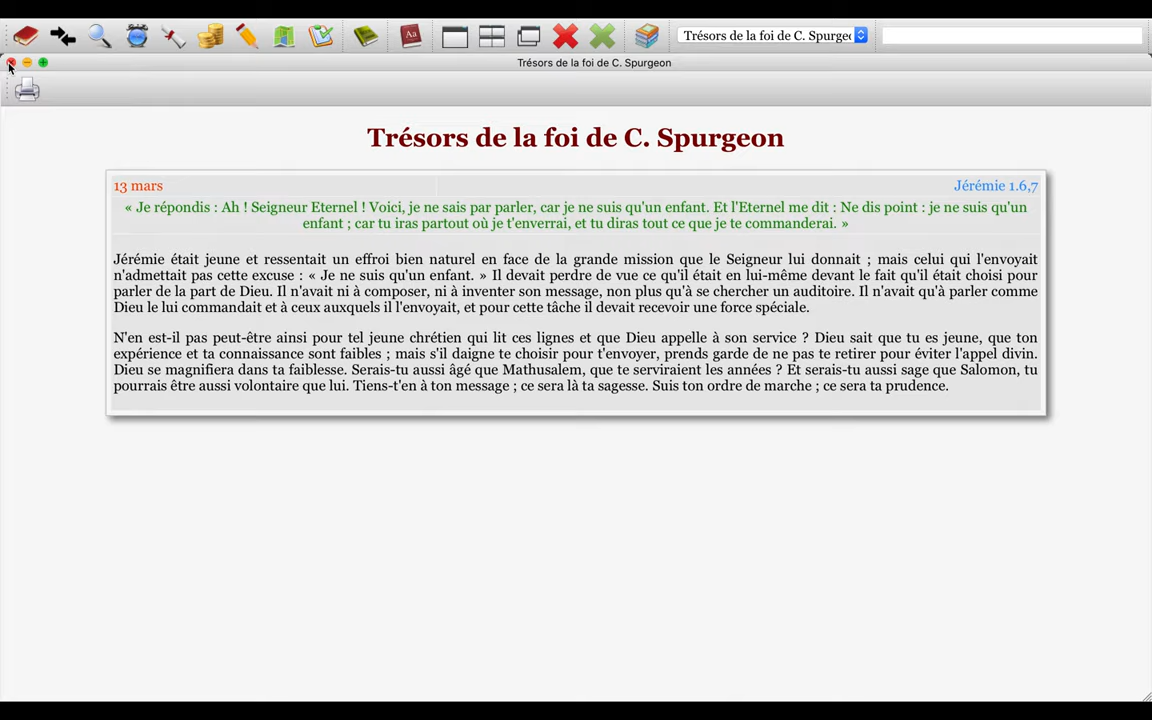 Trésors de la foi de C. Spurgeo
Trésors de la foi de C. Spurgeon
Trésors de la foi de C. Spurgeon
13 mars
Jérémie 1.6,7
« Je répondis : Ah ! Seigneur Eternel ! Voici, je ne sais par parler, car je ne suis qu'un enfant. Et l'Eternel me dit : Ne dis point : je ne suis qu'un
enfant ; car tu iras partout où je t'enverrai, et tu diras tout ce que je te commanderai. »
Jérémie était jeune et ressentait un effroi bien naturel en face de la grande mission que le Seigneur lui donnait ; mais celui qui l'envoyait
n'admettait pas cette excuse : « Je ne suis qu'un enfant. » Il devait perdre de vue ce qu'il était en lui-même devant le fait qu'il était choisi pour
parler de la part de Dieu. Il n'avait ni à composer, ni à inventer son message, non plus qu'à se chercher un auditoire. Il n'avait qu'à parler comme
Dieu le lui commandait et à ceux auxquels il l'envoyait, et pour cette tâche il devait recevoir une force spéciale.
N'en est-il pas peut-être ainsi pour tel jeune chrétien qui lit ces lignes et que Dieu appelle à son service ? Dieu sait que tu es jeune, que ton
expérience et ta connaissance sont faibles ; mais s'il daigne te choisir pour t'envoyer, prends garde de ne pas te retirer pour éviter l'appel divin.
Dieu se magnifiera dans ta faiblesse. Serais-tu aussi âgé que Mathusalem, que te serviraient les années ? Et serais-tu aussi sage que Salomon, tu
pourrais être aussi volontaire que lui. Tiens-t'en à ton message ; ce sera là ta sagesse. Suis ton ordre de marche ; ce sera ta prudence.